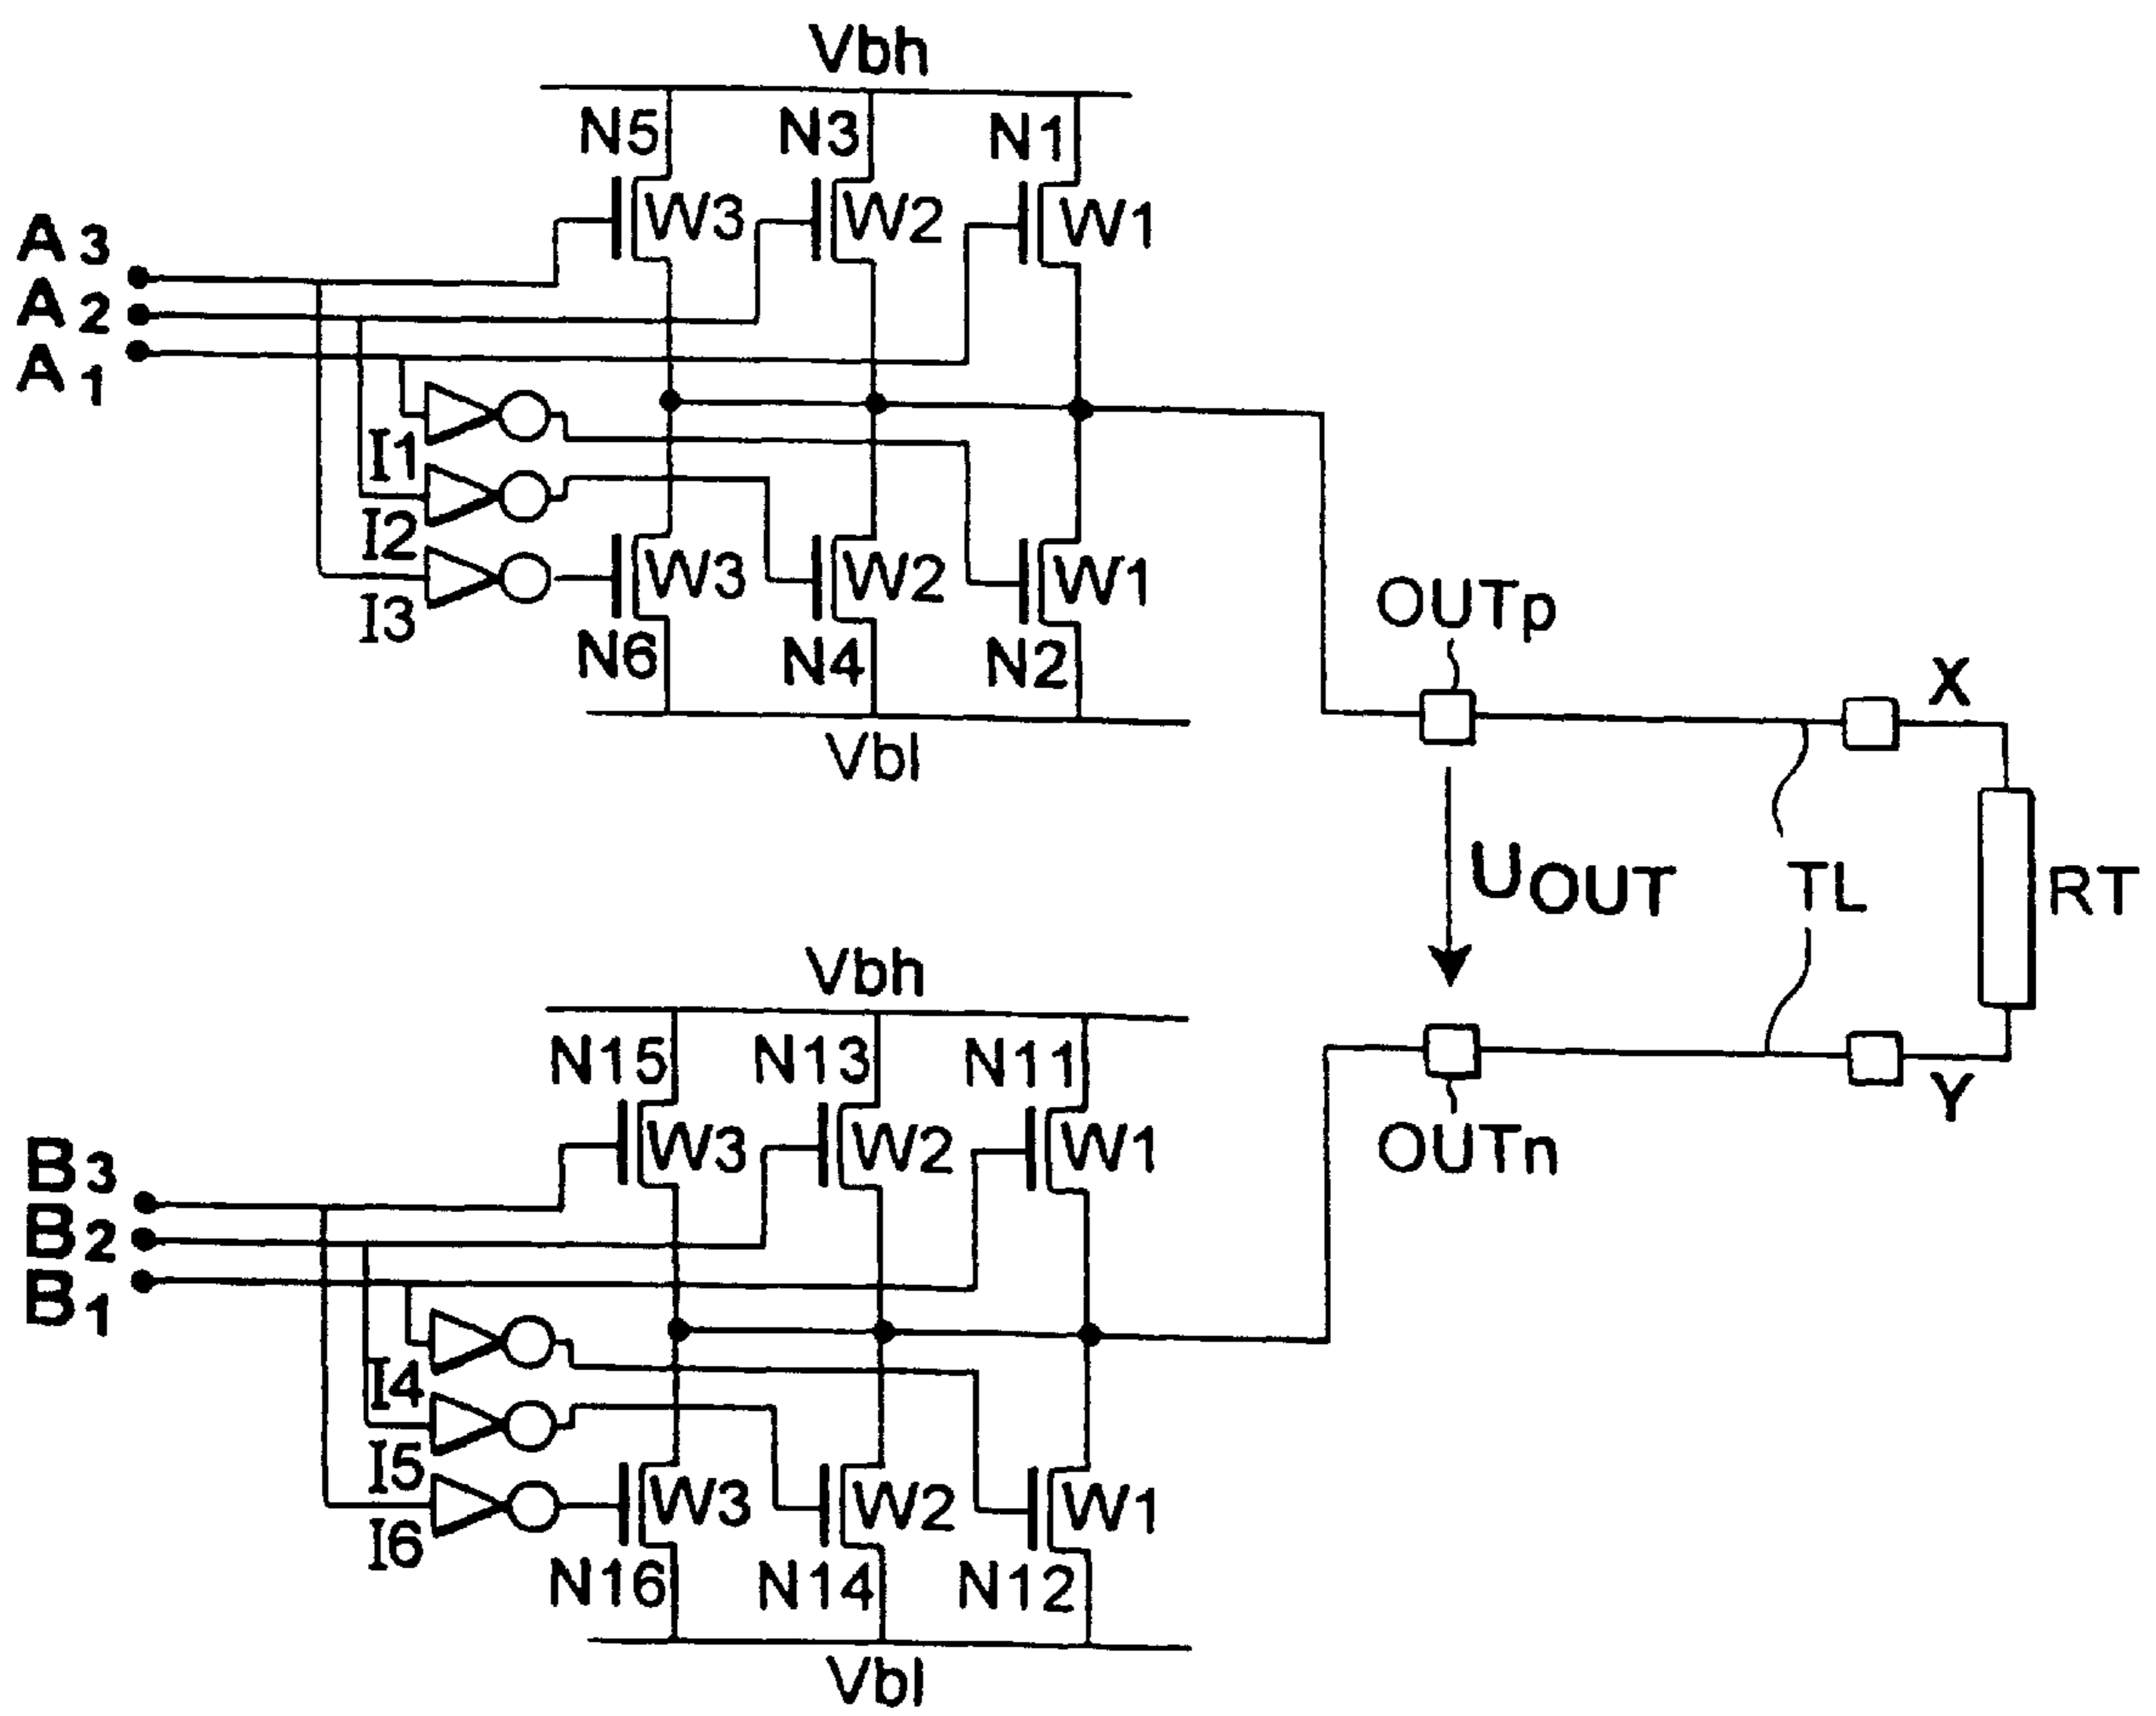 Vbh
N5 N3 N1
W3 W2 W1
A3
A2
A1
I1
I2
I3
W3 W2 W1
N6 N4 N2
Vbl
OUTp
X
UOUT
TL
RT
Vbh
N15 N13 N11
W3 W2 W1
OUTn
Y
B3
B2
B1
I4
I5
I6
W3 W2 W1
N16 N14 N12
Vbl